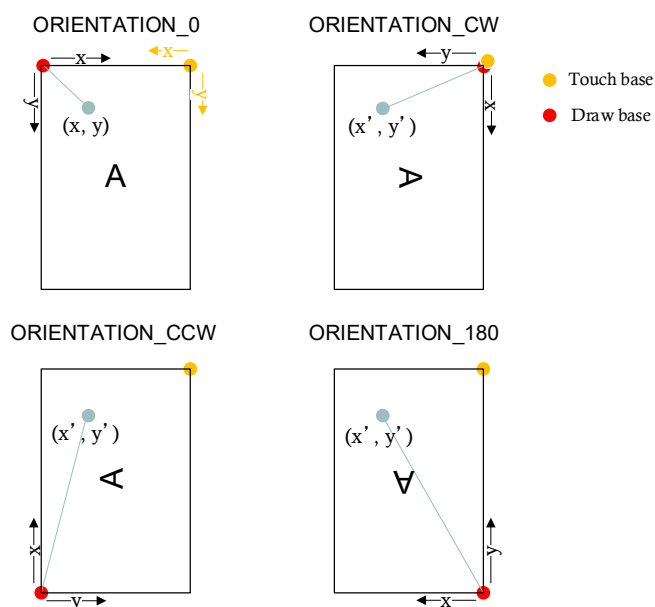 ORIENTATION_0
ORIENTATION_CW
x
x
y
y
y
x
(x, y)
(x', y')
A
A
Touch base
Draw base
ORIENTATION_CCW
ORIENTATION_180
(x', y')
(x', y')
A
A
x
y
y
x